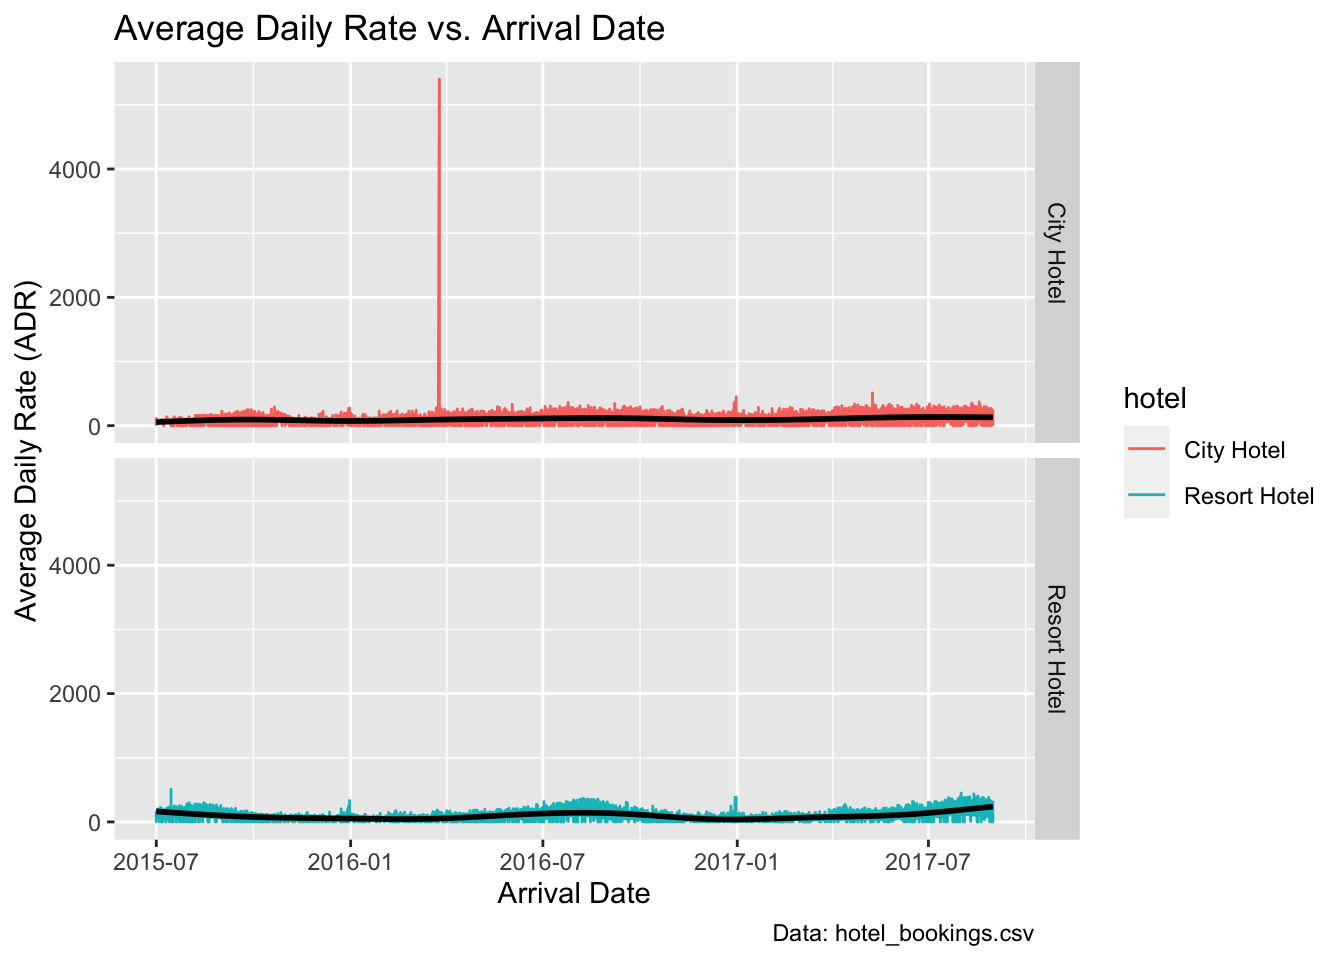 Average Daily Rate vs. Arrival Date
Average Daily Rate (ADR)
4000
2000
0
City Hotel
4000
2000
0
Resort Hotel
2015-07 2016-01 2016-07 2017-01 2017-07
Arrival Date
hotel
City Hotel
Resort Hotel
Data: hotel_bookings.csv